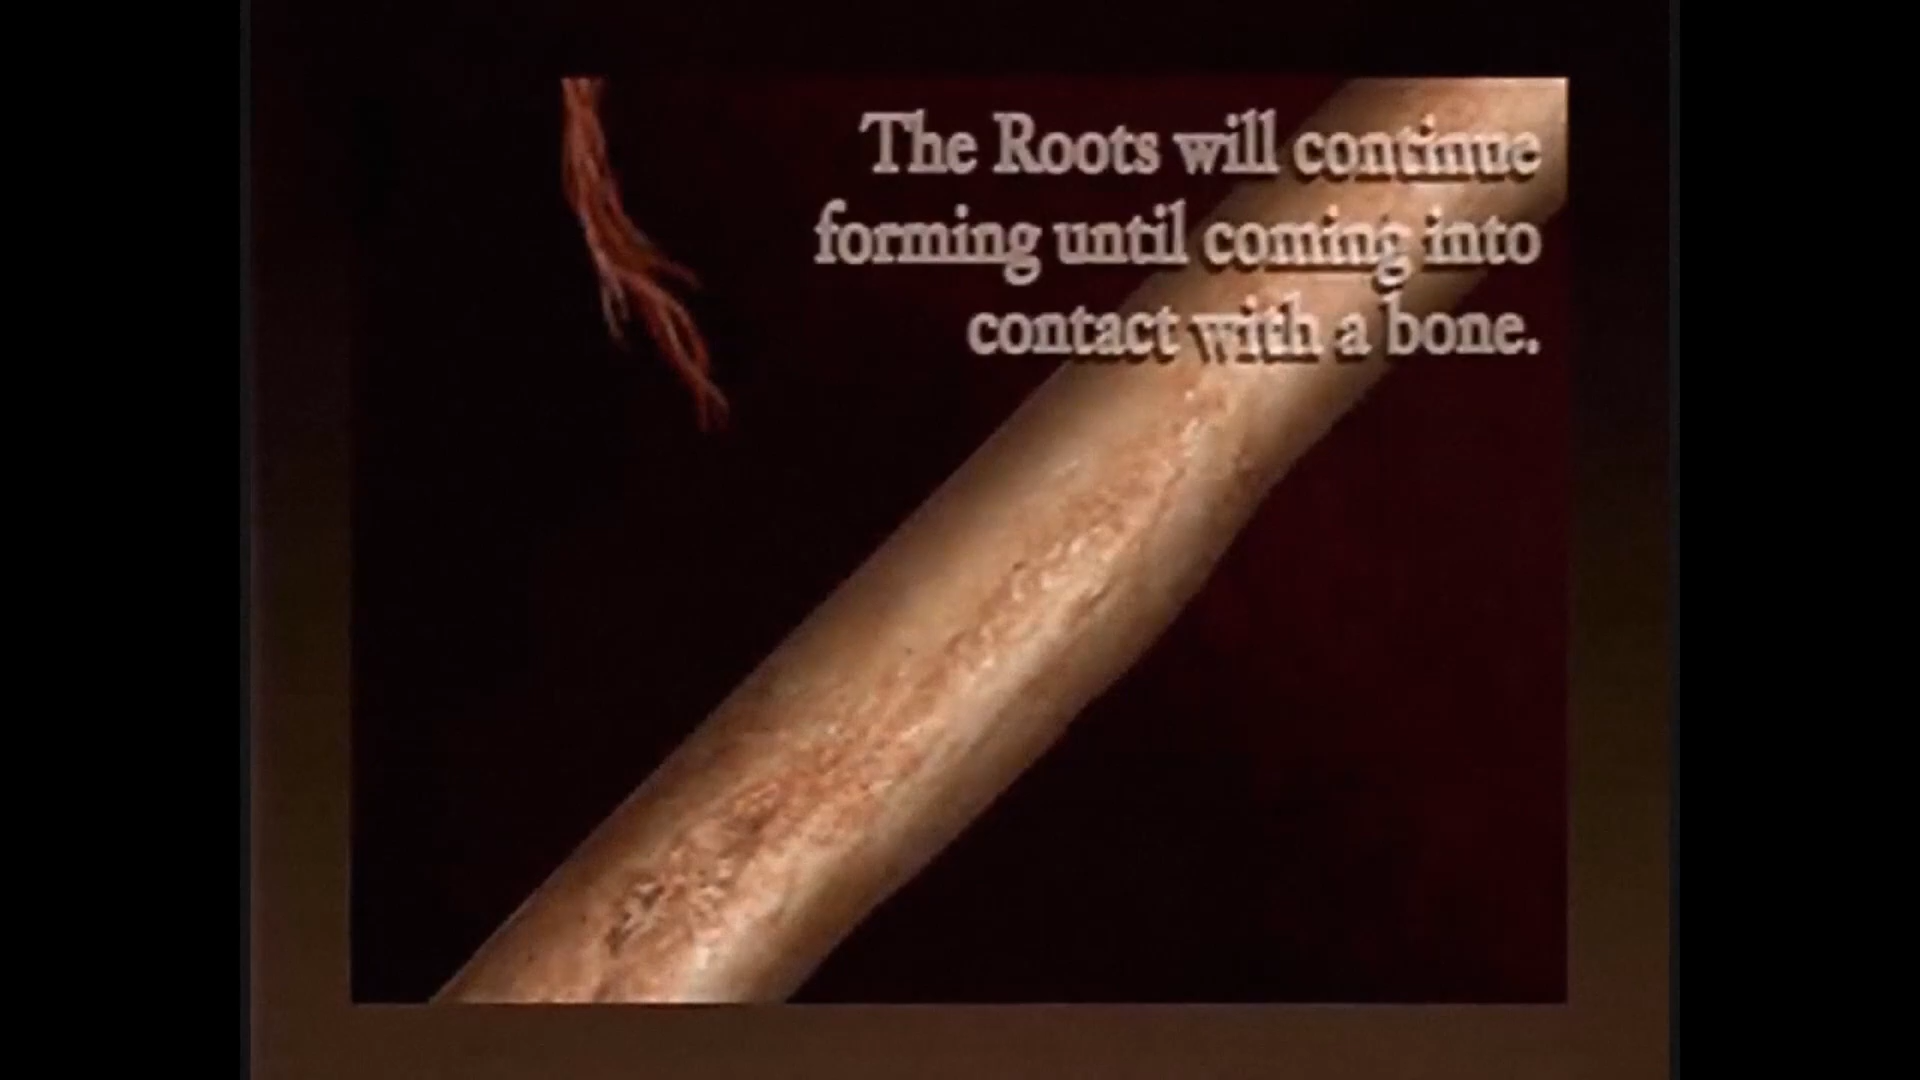 The Roots will continue
forming until coming into
contact with a bone.